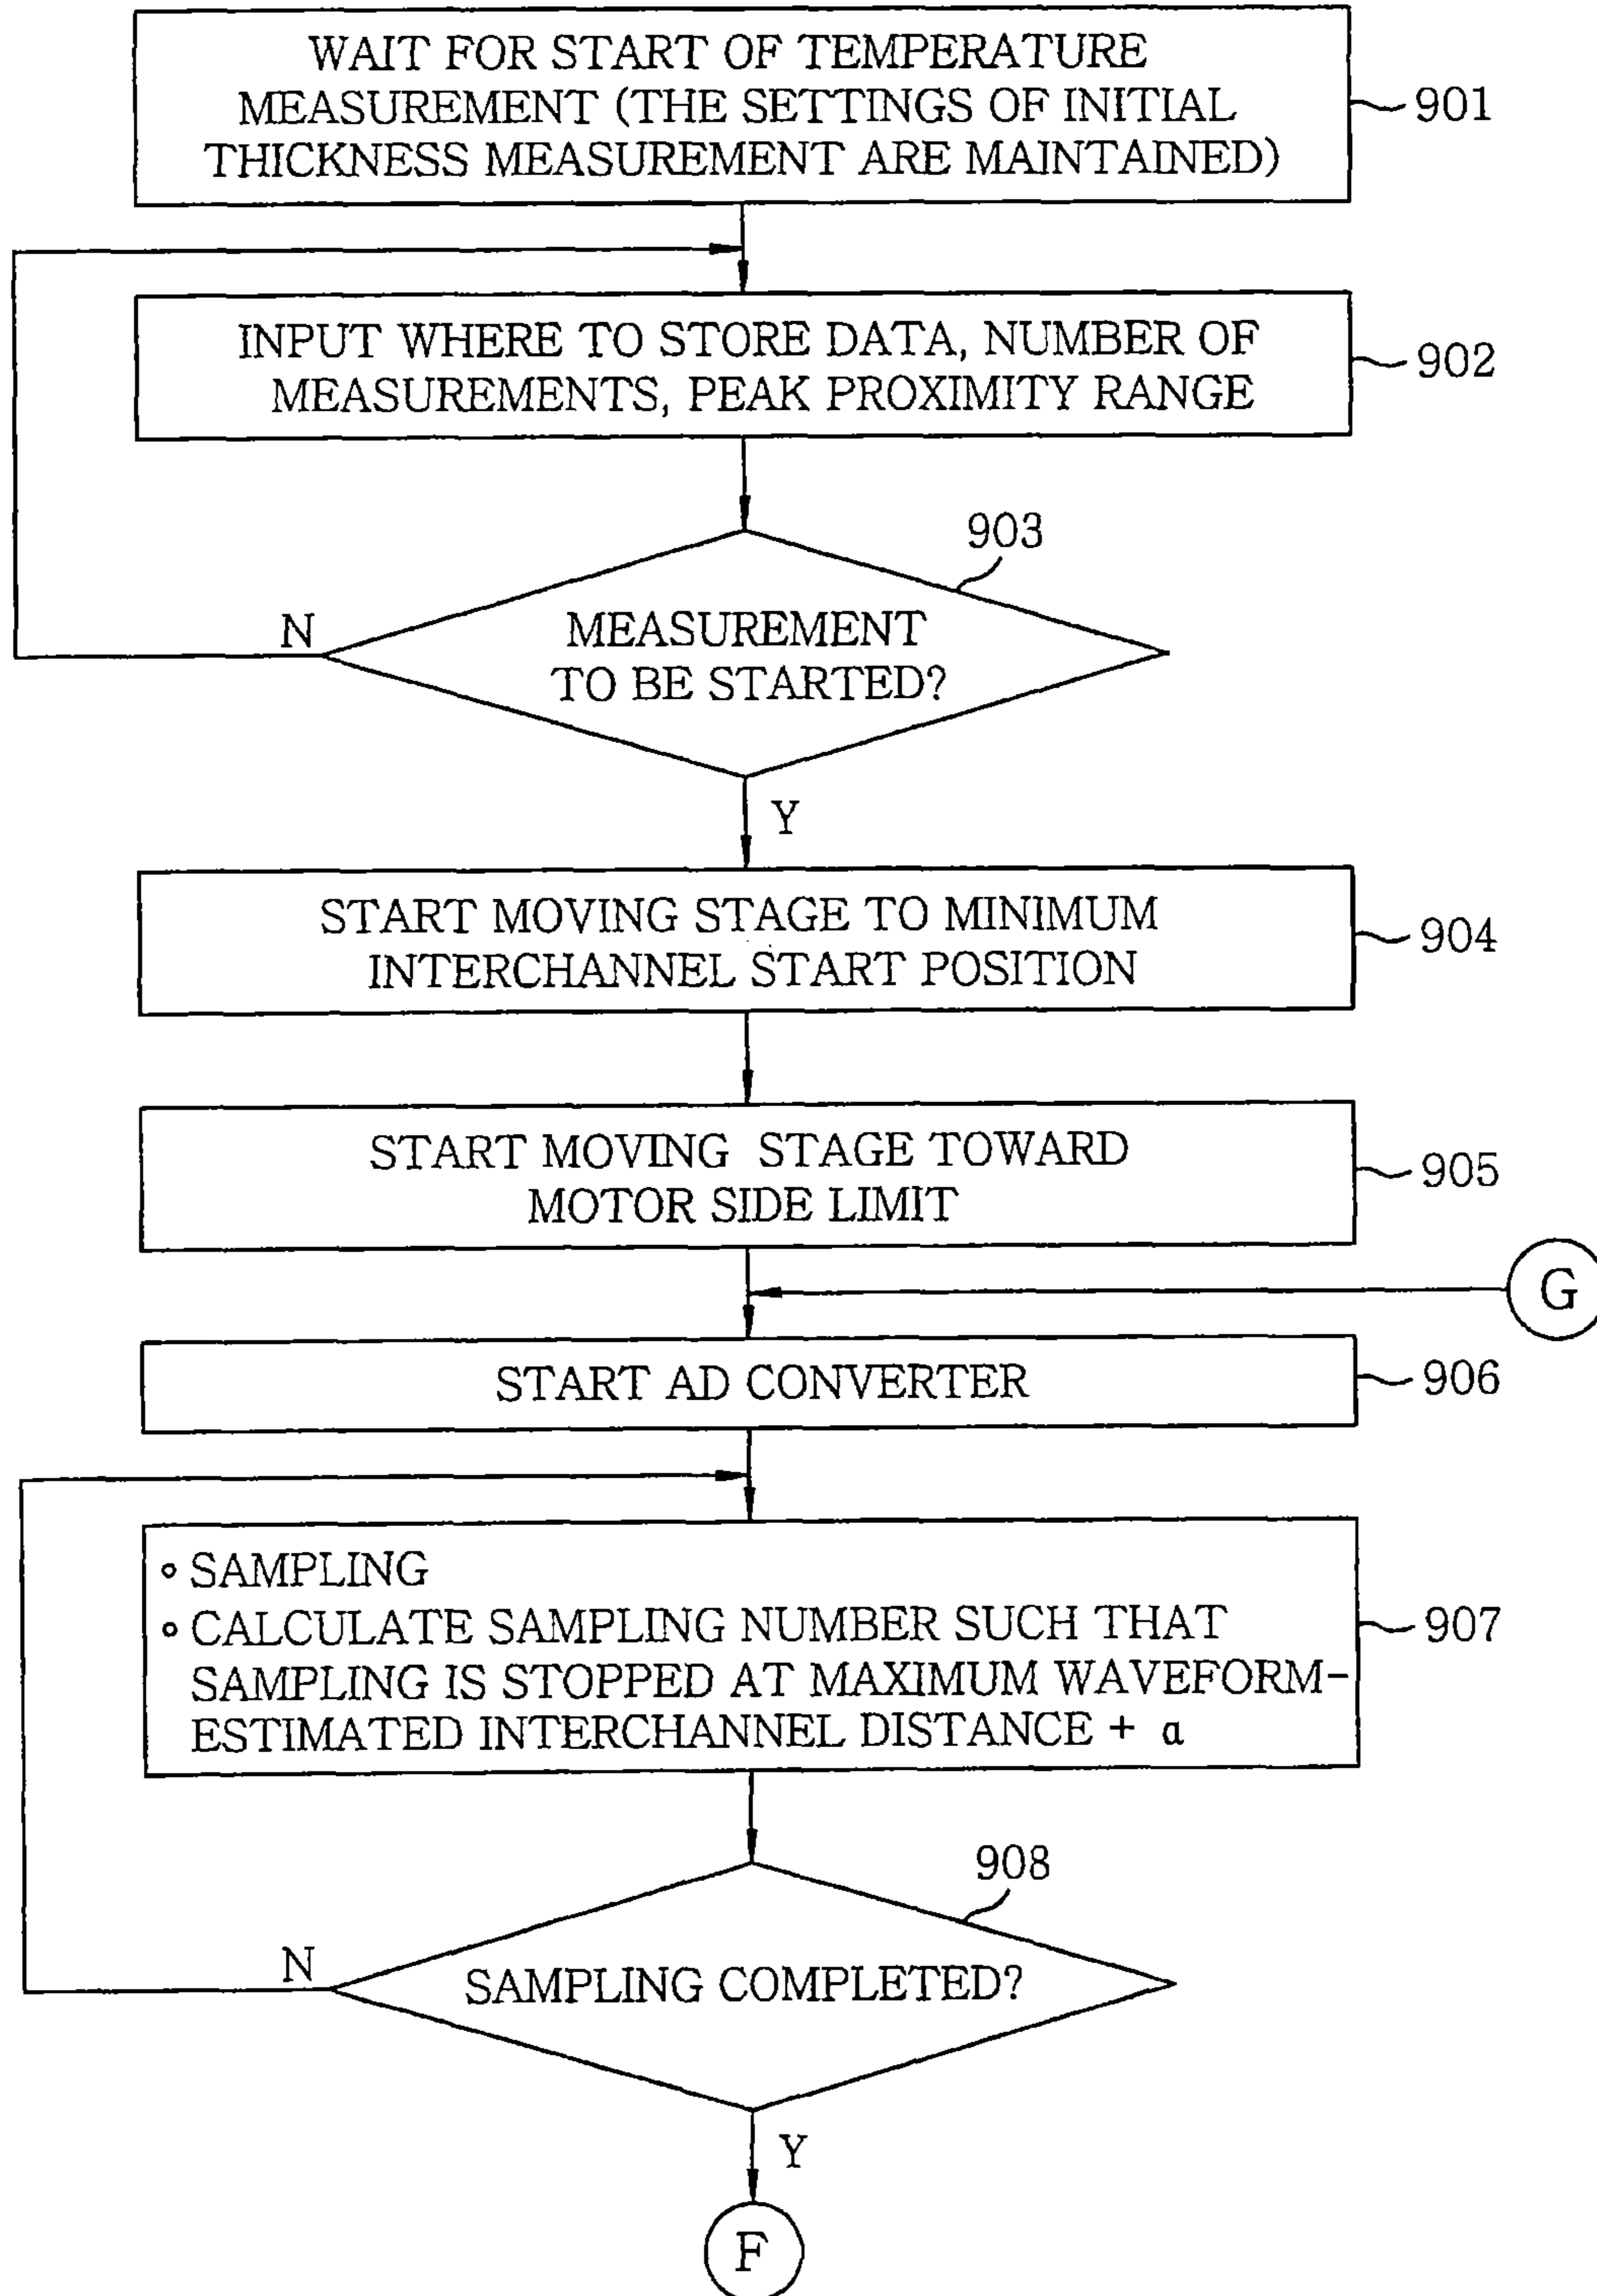 WAIT FOR START OF TEMPERATURE
MEASUREMENT (THE SETTINGS OF INITIAL
THICKNESS MEASUREMENT ARE MAINTAINED)
901
INPUT WHERE TO STORE DATA, NUMBER OF
MEASUREMENTS, PEAK PROXIMITY RANGE
902
903
MEASUREMENT
TO BE STARTED?
N
Y
START MOVING STAGE TO MINIMUM
INTERCHANNEL START POSITION
904
START MOVING STAGE TOWARD
MOTOR SIDE LIMIT
905
G
START AD CONVERTER
906
∘ SAMPLING
∘ CALCULATE SAMPLING NUMBER SUCH THAT
SAMPLING IS STOPPED AT MAXIMUM WAVEFORM-
ESTIMATED INTERCHANNEL DISTANCE + α
907
908
SAMPLING COMPLETED?
N
Y
F